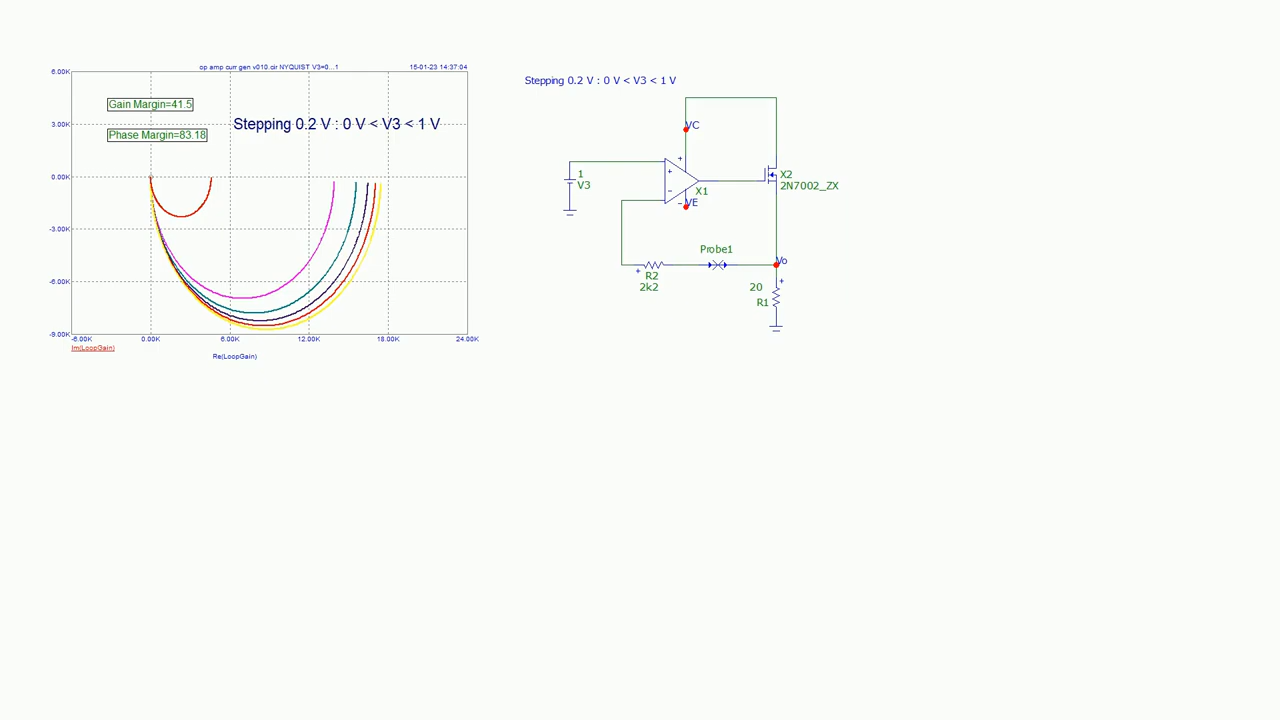 op amp curr gen v010.cir NYQUIST V3=0...1
15-01-23 14:37:04
6.00K
3.00K
0.00K
-3.00K
-6.00K
-9.00K
Gain Margin=41.5
Phase Margin=83.18
Stepping 0.2 V : 0 V < V3 < 1 V
-6.00K
0.00K
6.00K
12.00K
18.00K
24.00K
Im(LoopGain)
Re(LoopGain)
Stepping 0.2 V : 0 V < V3 < 1 V
VC
1
V3
X1
VE
X2
2N7002_ZX
Probe1
R2
2k2
Vo
20
R1